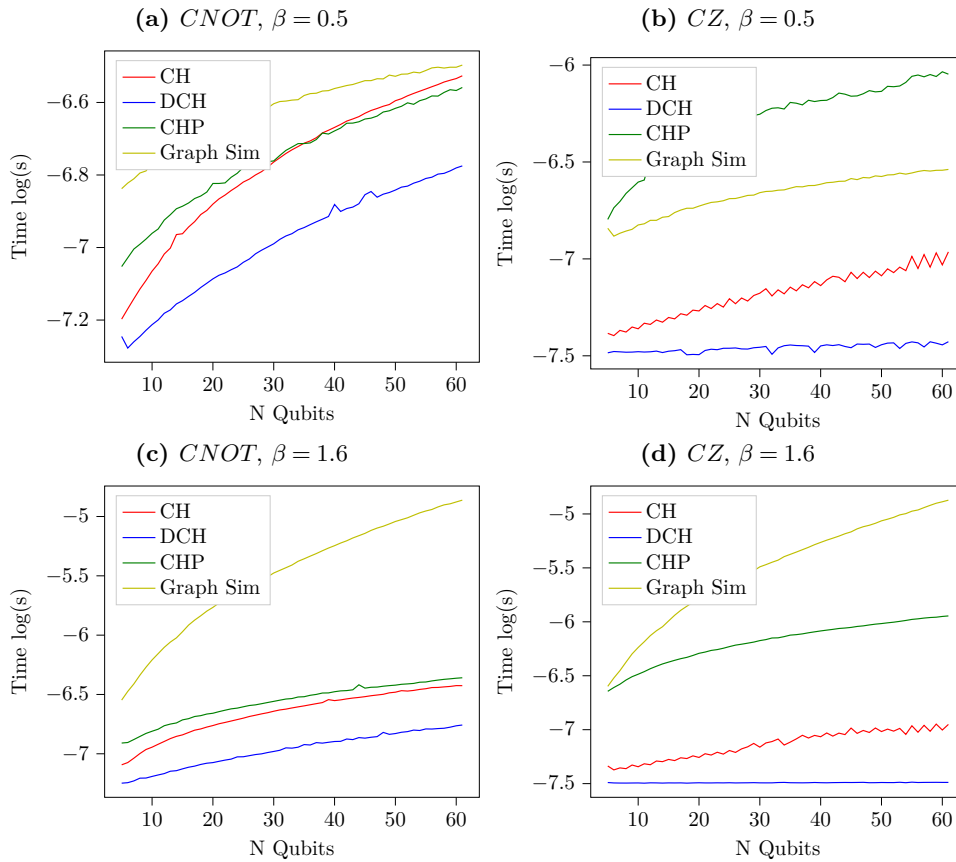 (a) CNOT, β = 0.5
CH
DCH
CHP
Graph Sim
−6.6
−6.8
−7
−7.2
Time log(s)
10 20 30 40 50 60
N Qubits
(b) CZ, β = 0.5
CH
DCH
CHP
Graph Sim
−6
−6.5
−7
−7.5
Time log(s)
10 20 30 40 50 60
N Qubits
(c) CNOT, β = 1.6
CH
DCH
CHP
Graph Sim
−5
−5.5
−6
−6.5
−7
Time log(s)
10 20 30 40 50 60
N Qubits
(d) CZ, β = 1.6
CH
DCH
CHP
Graph Sim
−5
−5.5
−6
−6.5
−7
−7.5
Time log(s)
10 20 30 40 50 60
N Qubits